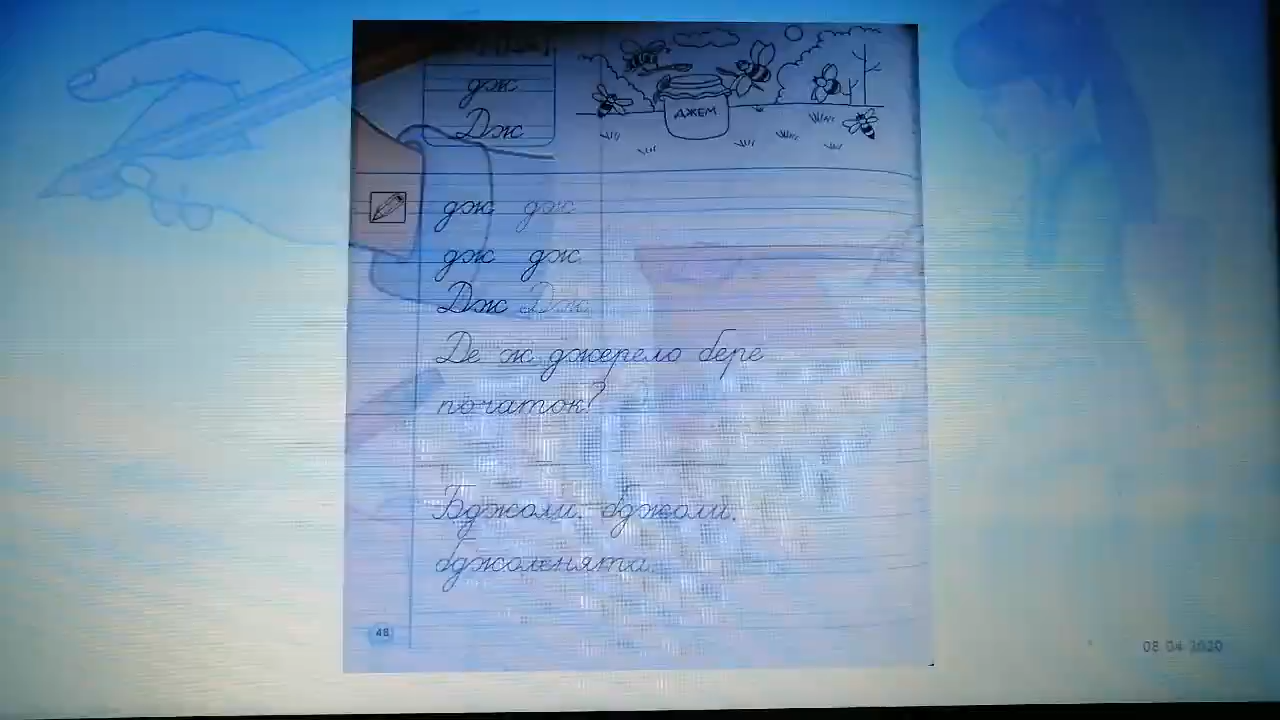 дж
Дж
ДЖЕМ
дж дж
дж дж
Дж Дж
Де ж джерело бере
початок?
Бджоли, бджоли,
бджоленята.
48
08 04 2020